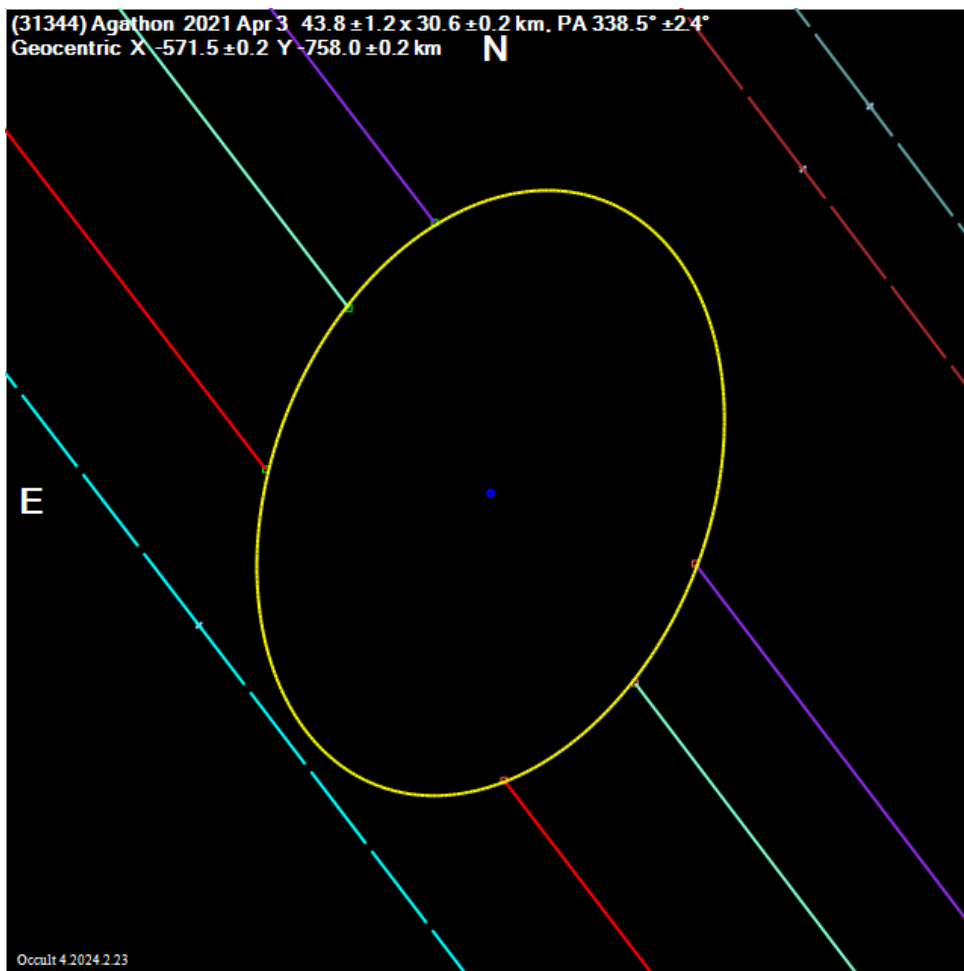 (31344) Agathon 2021 Apr 3 43.8 ±1.2 x 30.6 ±0.2 km, PA 338.5° ±2.4°
Geocentric X -571.5 ±0.2 Y -758.0 ±0.2 km
N
E
Occult 4.2024.2.23